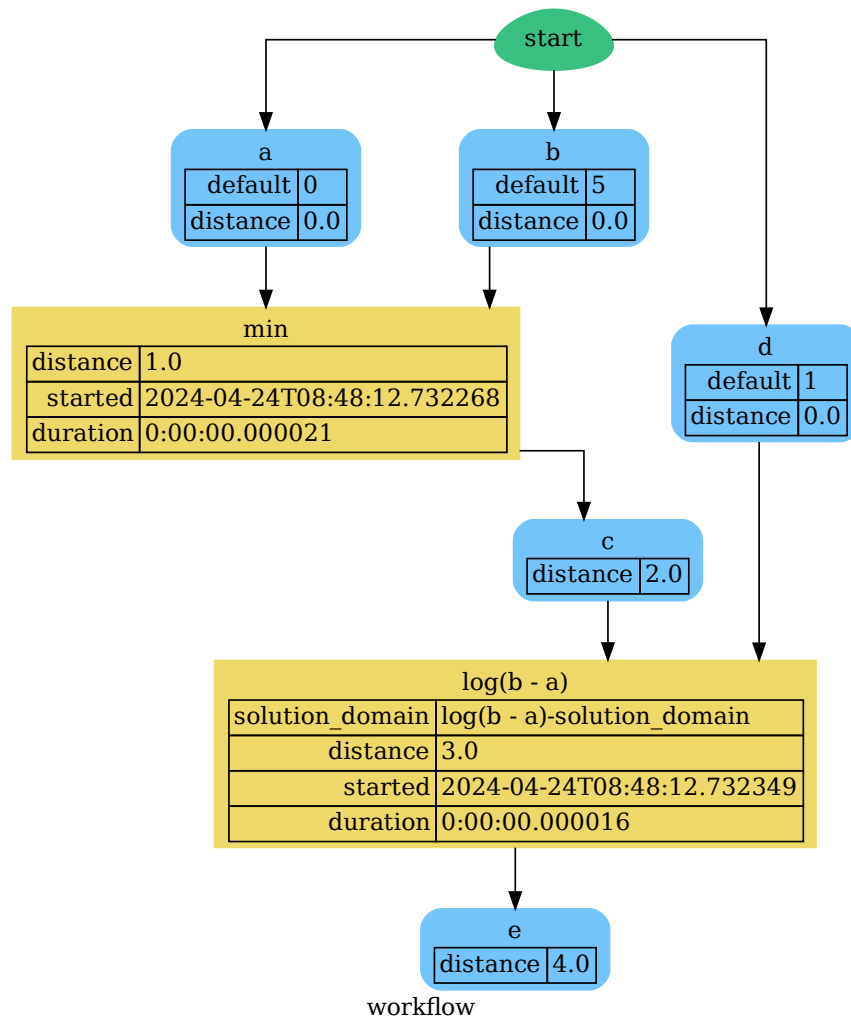 start
a
default 0
distance 0.0
b
default 5
distance 0.0
min
distance 1.0
started 2024-04-24T08:48:12.732268
duration 0:00:00.000021
d
default 1
distance 0.0
c
distance 2.0
log(b - a)
solution_domain log(b - a)-solution_domain
distance 3.0
started 2024-04-24T08:48:12.732349
duration 0:00:00.000016
e
distance 4.0
workflow